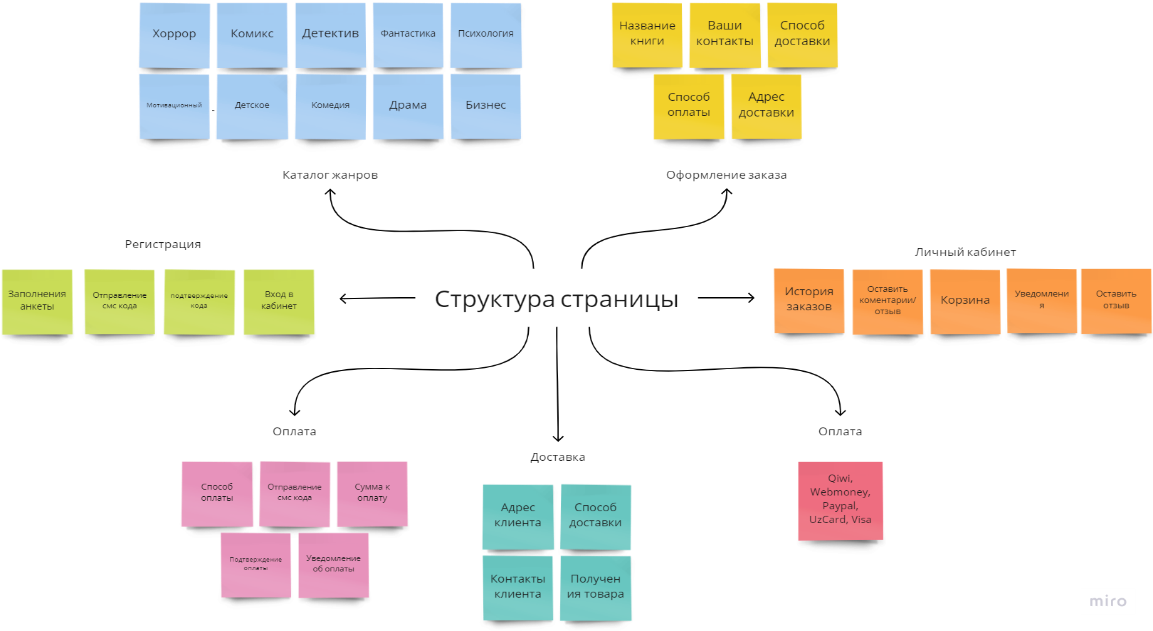 Хоррор
Комикс
Детектив
Фантастика
Психология
Мотивационный
Детское
Комедия
Драма
Бизнес
Каталог жанров
Название
книги
Ваши
контакты
Способ
доставки
Способ
оплаты
Адрес
доставки
Оформление заказа
Регистрация
Заполнения
анкеты
Отправление
смс кода
подтверждение
кода
Вход в
кабинет
Структура страницы
Личный кабинет
История
заказов
Оставить
коментарии/
отзыв
Корзина
Уведомлени
я
Оставить
отзыв
Оплата
Способ
оплаты
Отправление
смс кода
Сумма к
оплату
Подтверждение
оплаты
Уведомление
об оплаты
Доставка
Адрес
клиента
Способ
доставки
Контакты
клиента
Получен
ия товара
Оплата
Qiwi,
Webmoney,
Paypal,
UzCard, Visa
miro